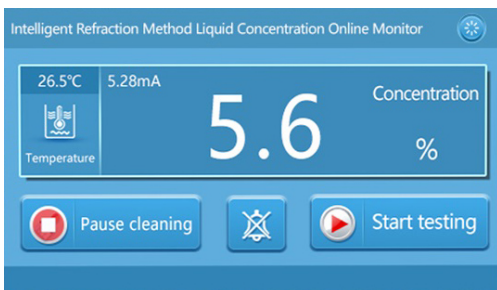 Intelligent Refraction Method Liquid Concentration Online Monitor
26.5℃
5.28mA
Temperature
5.6
Concentration
%
Pause cleaning
Start testing